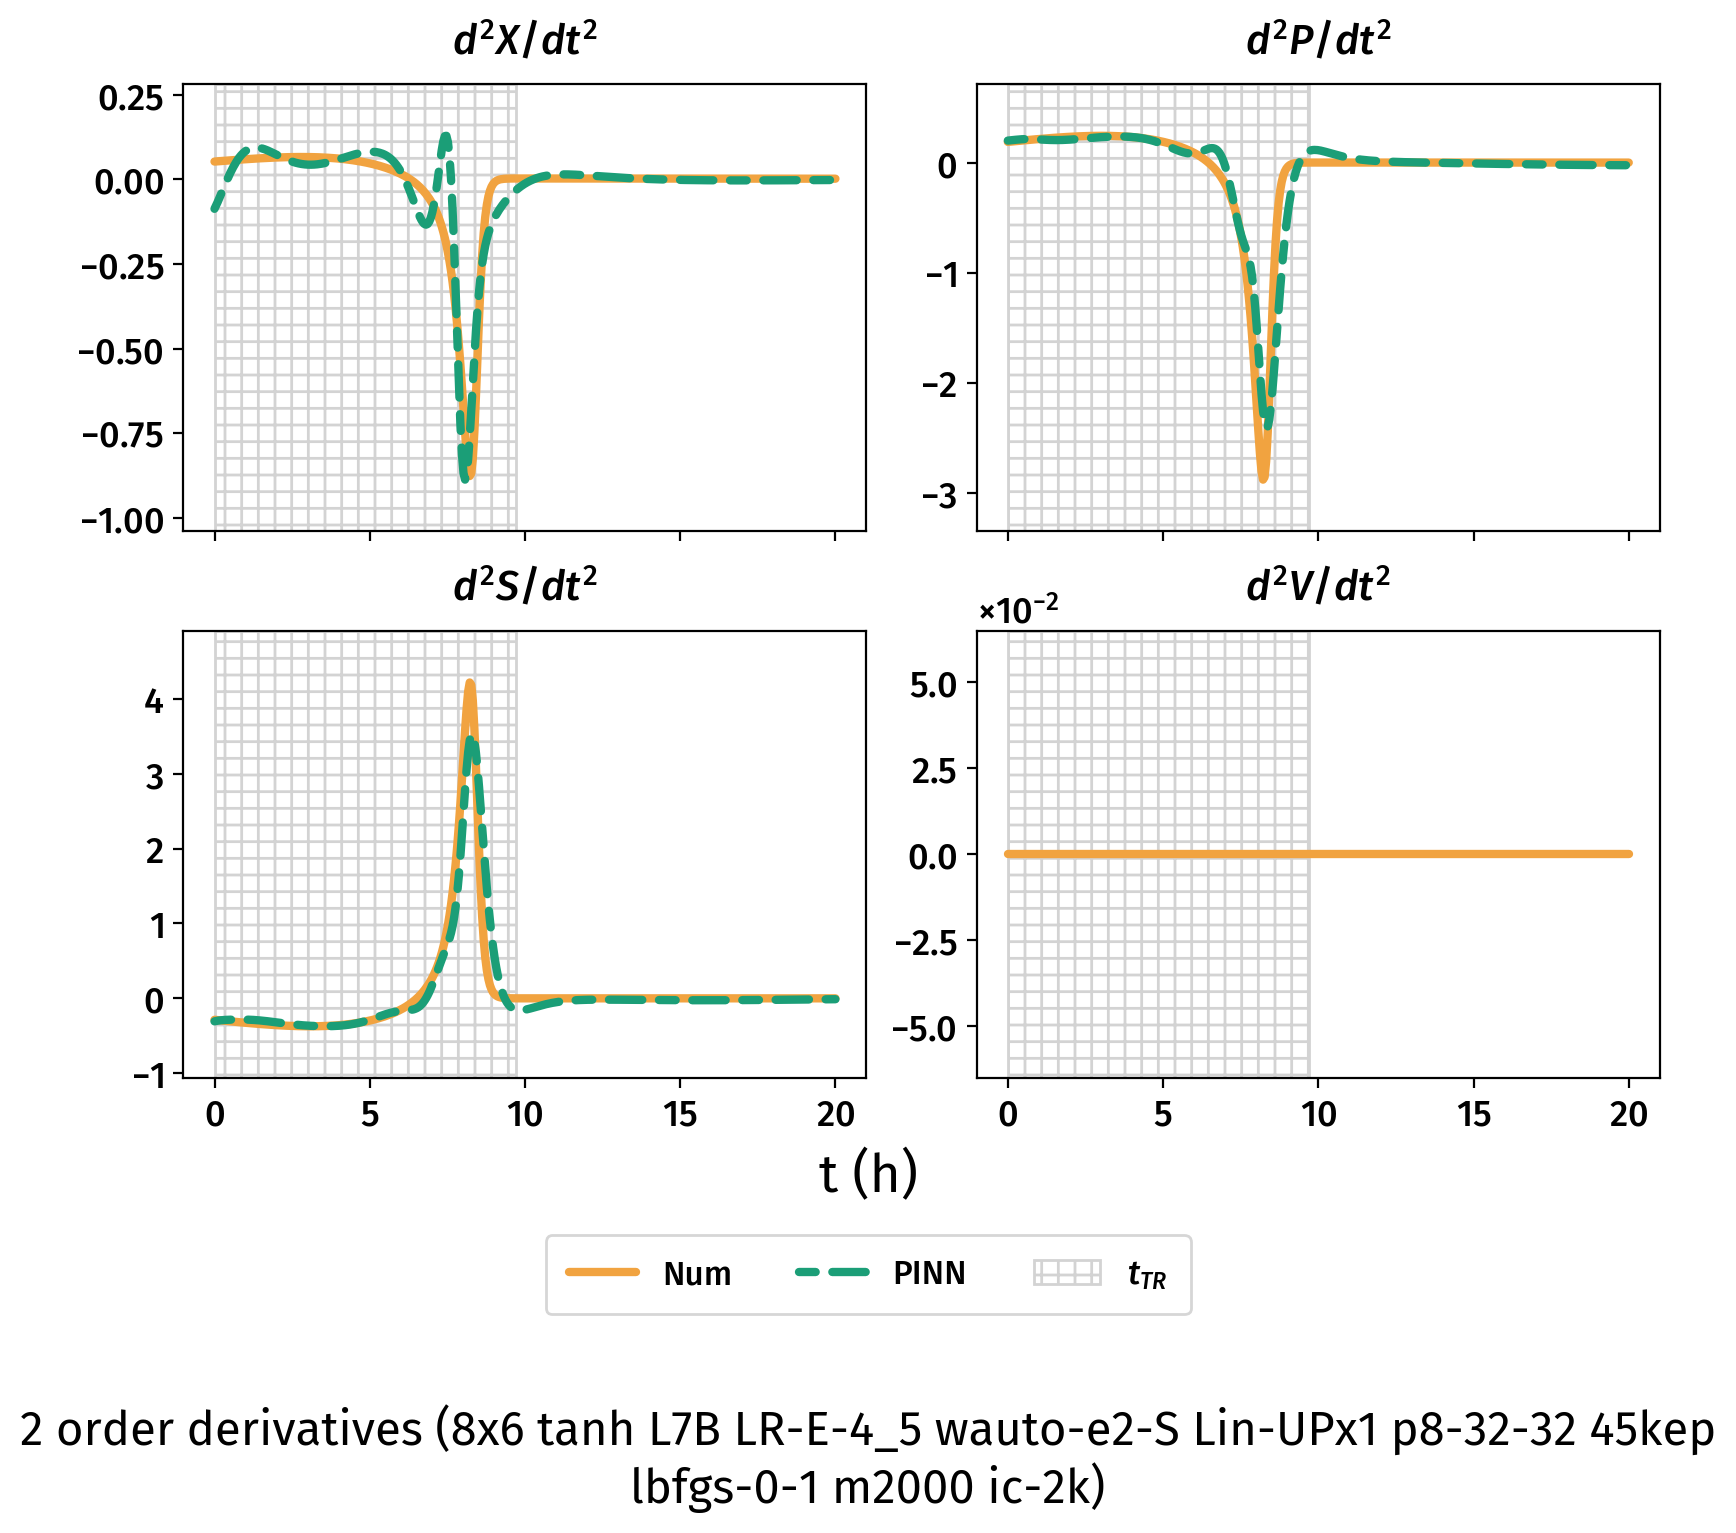 d²X/dt²
d²P/dt²
0.25
0.00
−0.25
−0.50
−0.75
−1.00
0
−1
−2
−3
d²S/dt²
d²V/dt²
×10⁻²
4
3
2
1
0
−1
5.0
2.5
0.0
−2.5
−5.0
0 5 10 15 20
0 5 10 15 20
t (h)
Num PINN t_TR
2 order derivatives (8x6 tanh L7B LR-E-4_5 wauto-e2-S Lin-UPx1 p8-32-32 45kep
lbfgs-0-1 m2000 ic-2k)